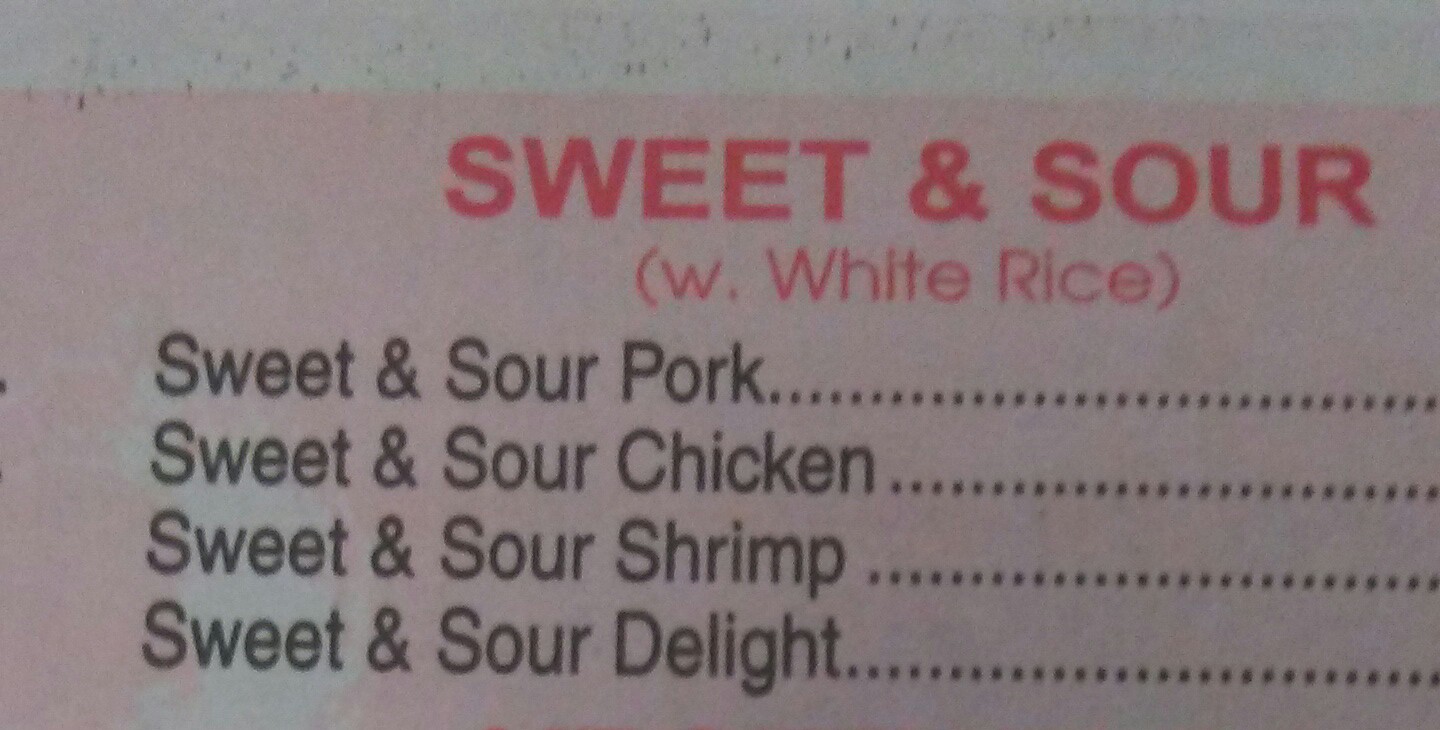 SWEET & SOUR
(w. White Rice)
Sweet & Sour Pork..................................
Sweet & Sour Chicken............................
Sweet & Sour Shrimp ............................
Sweet & Sour Delight.............................